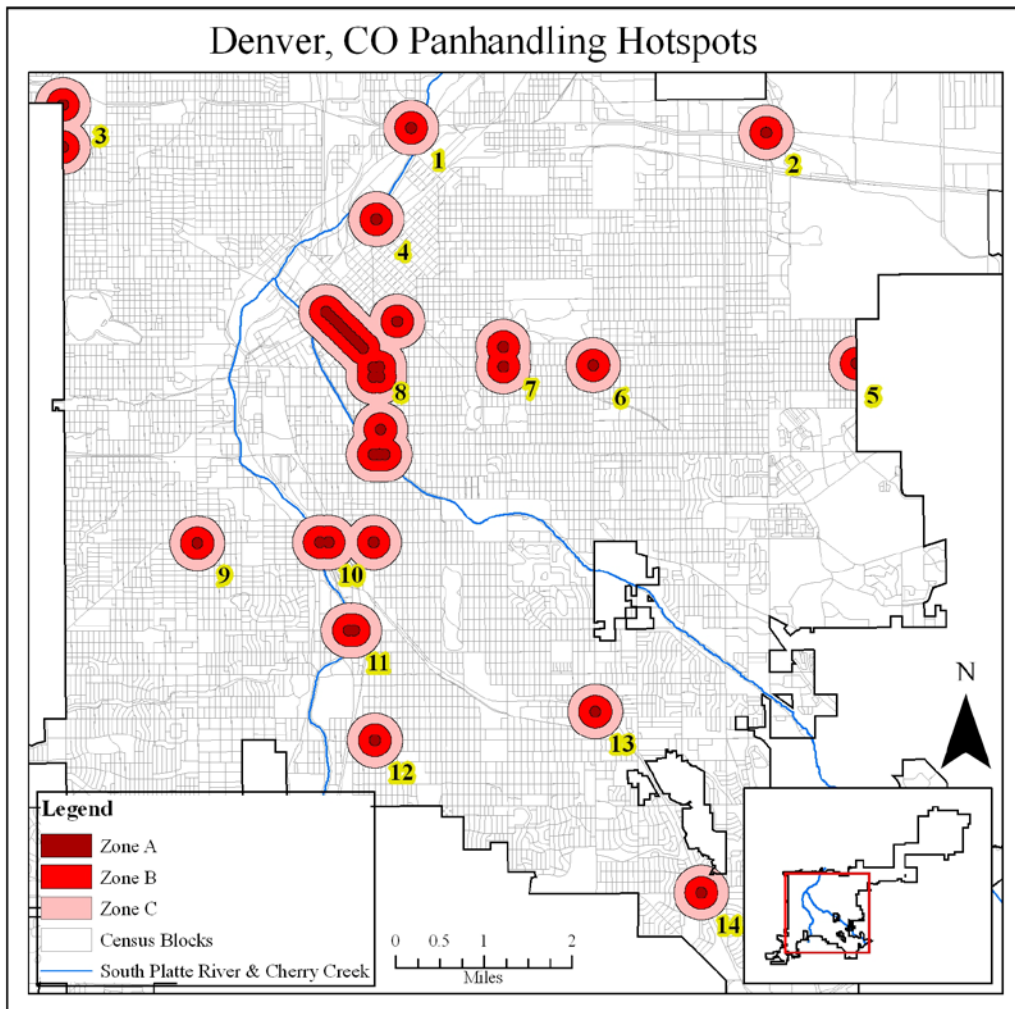 Denver, CO Panhandling Hotspots
3
1
2
4
8
7
6
5
9
10
11
N
13
12
14
Legend
Zone A
Zone B
Zone C
Census Blocks
South Platte River & Cherry Creek
0 0.5 1 2
Miles